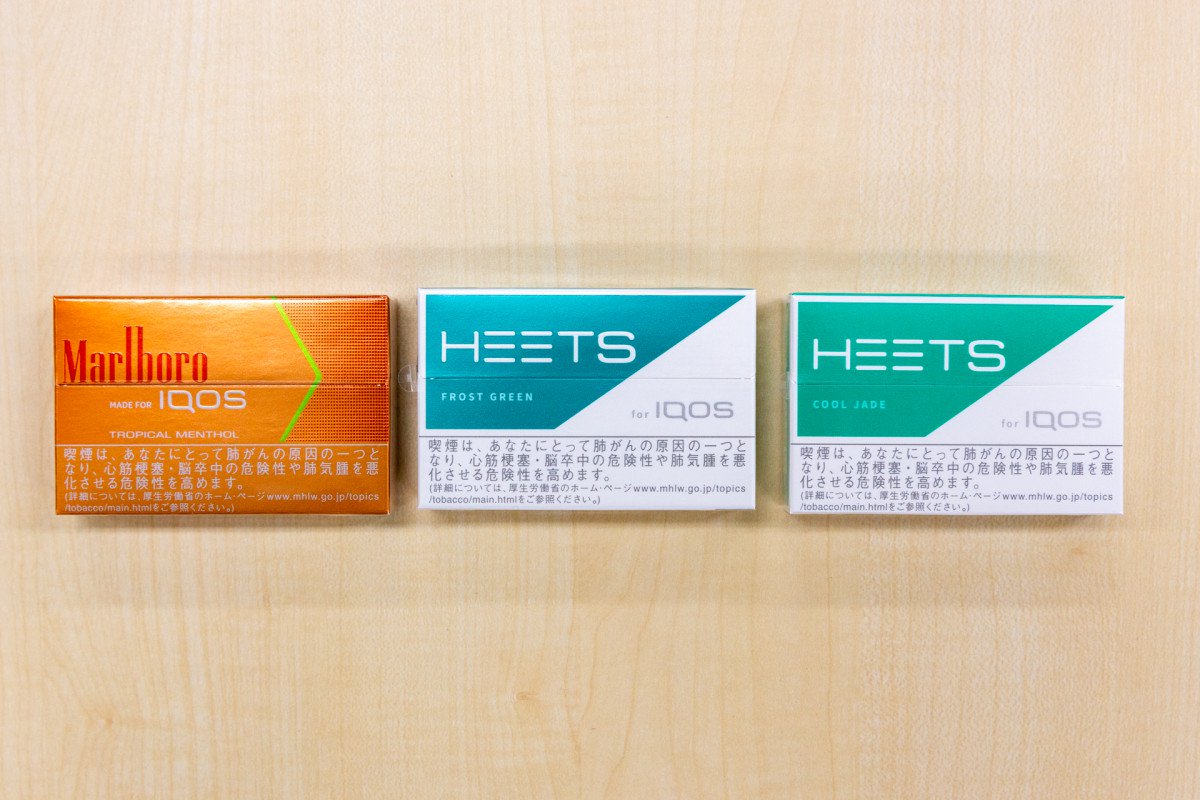 Marlboro
MADE FOR IQOS
TROPICAL MENTHOL
喫煙は、あなたにとって肺がんの原因の一つと
なり、心筋梗塞・脳卒中の危険性や肺気腫を悪
化させる危険性を高めます。
(詳細については、厚生労働省のホーム・ページwww.mhlw.go.jp/topics
/tobacco/main.htmlをご参照ください。)
HEETS
FROST GREEN
for IQOS
喫煙は、あなたにとって肺がんの原因の一つと
なり、心筋梗塞・脳卒中の危険性や肺気腫を悪
化させる危険性を高めます。
(詳細については、厚生労働省のホーム・ページwww.mhlw.go.jp/topics
/tobacco/main.htmlをご参照ください。)
HEETS
COOL JADE
for IQOS
喫煙は、あなたにとって肺がんの原因の一つと
なり、心筋梗塞・脳卒中の危険性や肺気腫を悪
化させる危険性を高めます。
(詳細については、厚生労働省のホーム・ページwww.mhlw.go.jp/topics
/tobacco/main.htmlをご参照ください。)